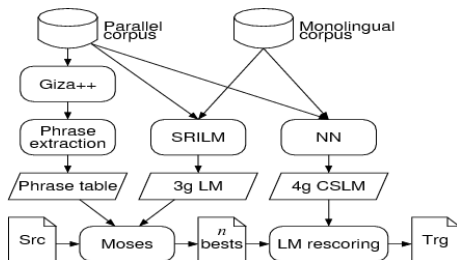 Parallel
corpus
Monolingual
corpus
Giza++
Phrase
extraction
SRILM
NN
Phrase table
3g LM
4g CSLM
Src
Moses
n
bests
LM rescoring
Trg